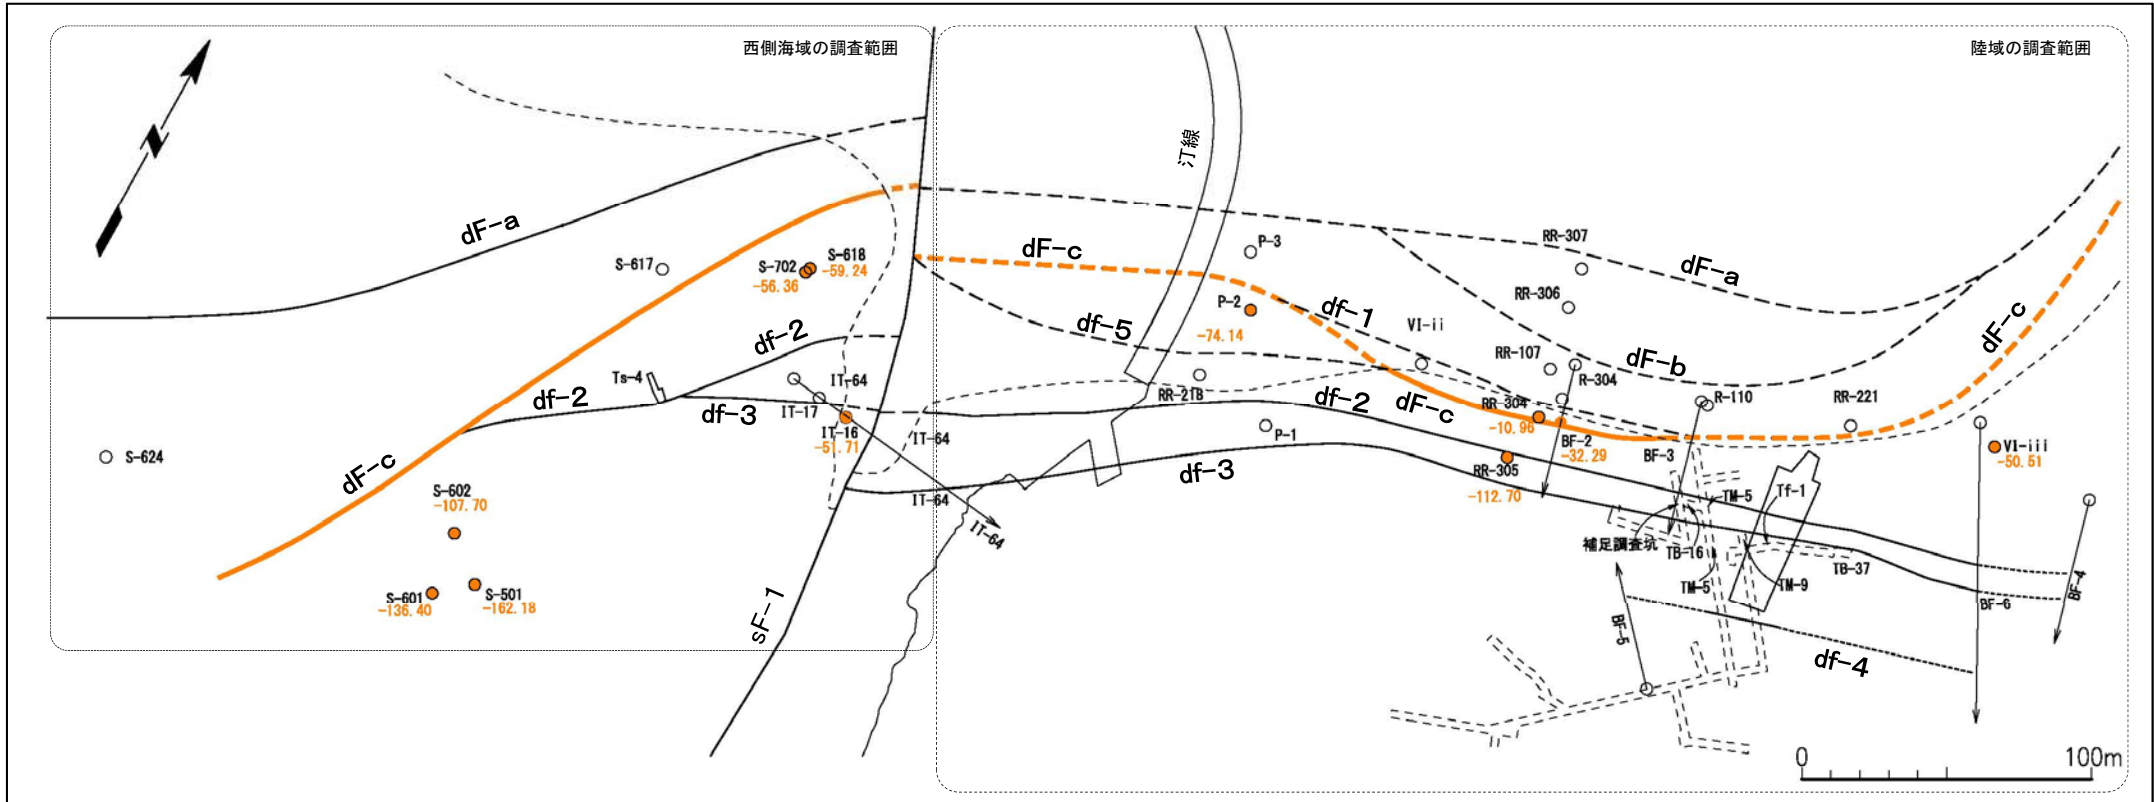 西側海域の調査範囲
陸域の調査範囲
汀線
dF-a
S-617
S-702
-56.36
S-618
-59.24
df-2
Ts-4
df-2
df-3
IT-64
IT-17
IT-16
-51.71
IT-64
IT-64
IT-64
dF-c
S-624
S-602
-107.70
S-601
-136.40
S-501
-162.18
sF-1
dF-c
P-3
P-2
-74.14
df-5
df-1
VI-ii
RR-218
P-1
df-2
dF-c
df-3
RR-307
RR-306
RR-107
R-304
dF-a
dF-b
dF-c
RR-304
-10.96
BF-2
-32.29
RR-305
-112.70
BF-3
R-110
RR-221
VI-iii
-50.51
TM-5
Tf-1
補足調査坑
TB-16
TM-5
TM-9
TB-37
BF-5
BF-6
BF-4
df-4
0
100m